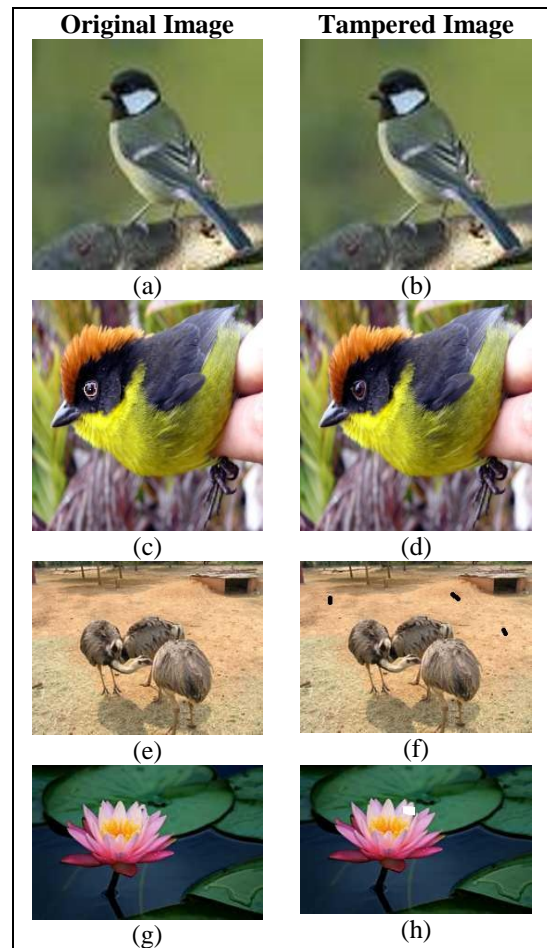 Original Image Tampered Image
(a) (b)
(c) (d)
(e) (f)
(g) (h)